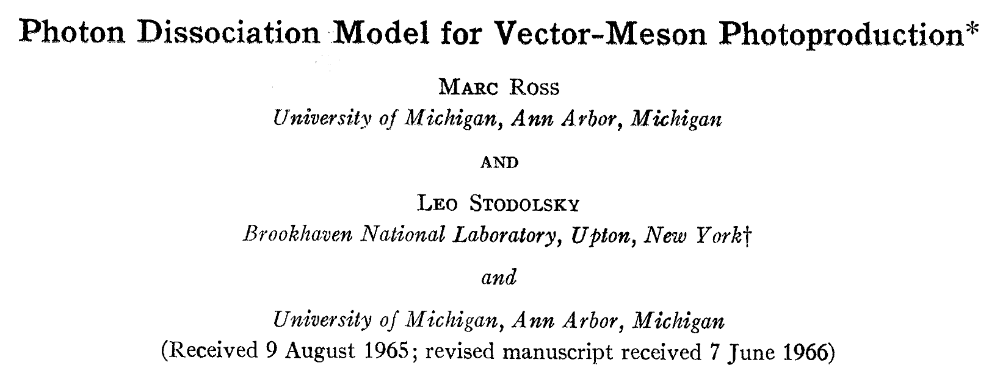 Photon Dissociation Model for Vector-Meson Photoproduction*
Marc Ross
University of Michigan, Ann Arbor, Michigan
AND
Leo Stodolsky
Brookhaven National Laboratory, Upton, New York†
and
University of Michigan, Ann Arbor, Michigan
(Received 9 August 1965; revised manuscript received 7 June 1966)